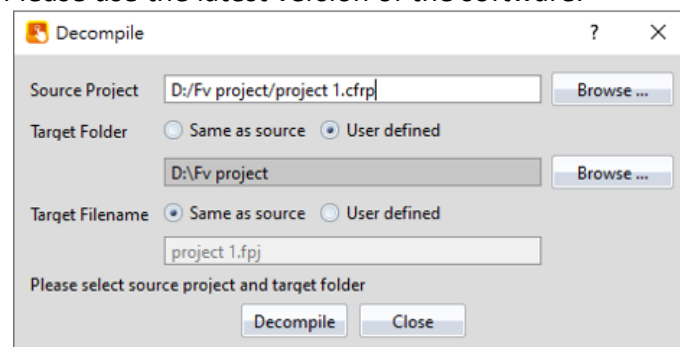 Please use the latest version of the software.
Decompile ? ×
Source Project D:/Fv project/project 1.cfrp Browse ...
Target Folder Same as source User defined
D:\Fv project Browse ...
Target Filename Same as source User defined
project 1.fpj
Please select source project and target folder
Decompile Close